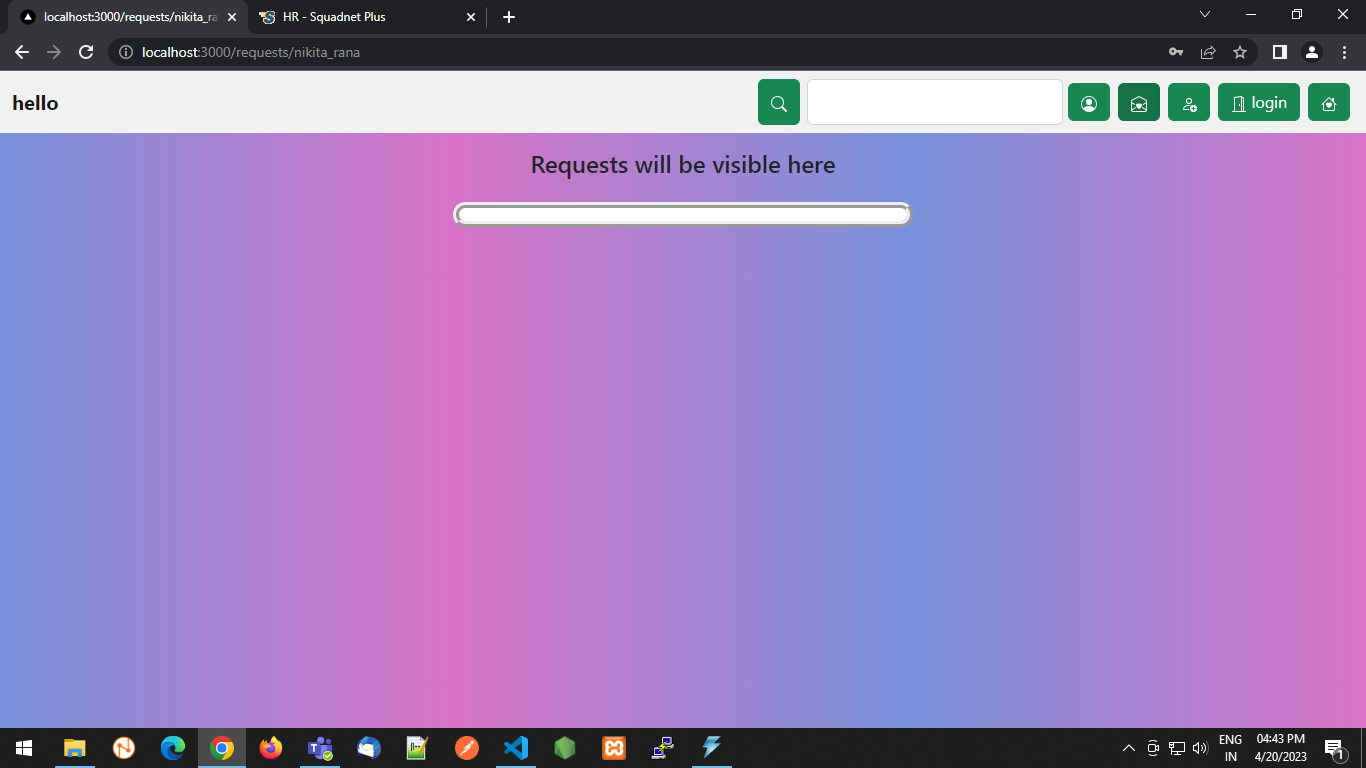 localhost:3000/requests/nikita_ra
HR - Squadnet Plus
localhost:3000/requests/nikita_rana
hello
login
Requests will be visible here
ENG
IN
04:43 PM
4/20/2023
1